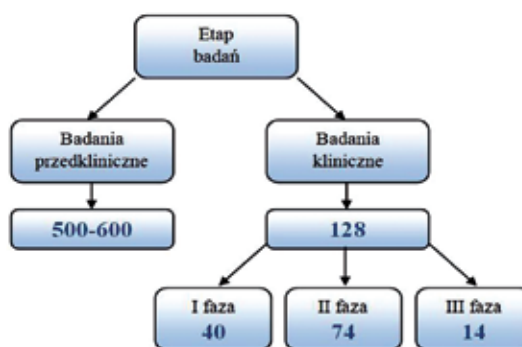 Etap
badań
Badania
przedkliniczne
Badania
kliniczne
500-600
128
I faza
40
II faza
74
III faza
14